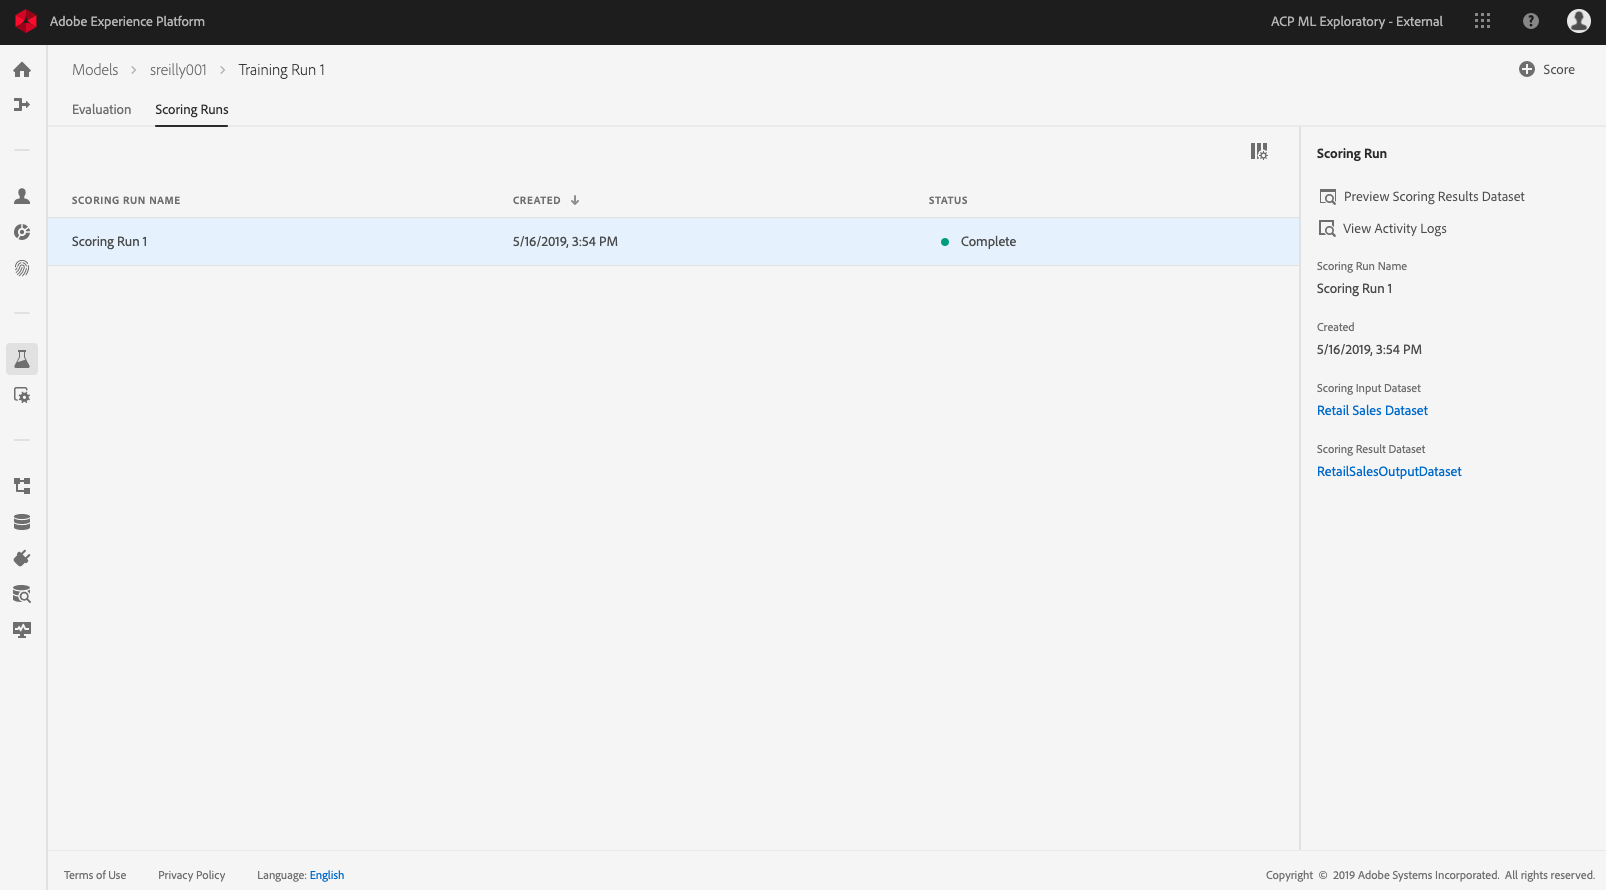 Adobe Experience Platform
ACP ML Exploratory - External
Models > sreilly001 > Training Run 1
Score
Evaluation
Scoring Runs
SCORING RUN NAME
CREATED ↓
STATUS
Scoring Run 1
5/16/2019, 3:54 PM
Complete
Scoring Run
Preview Scoring Results Dataset
View Activity Logs
Scoring Run Name
Scoring Run 1
Created
5/16/2019, 3:54 PM
Scoring Input Dataset
Retail Sales Dataset
Scoring Result Dataset
RetailSalesOutputDataset
Terms of Use
Privacy Policy
Language: English
Copyright © 2019 Adobe Systems Incorporated. All rights reserved.